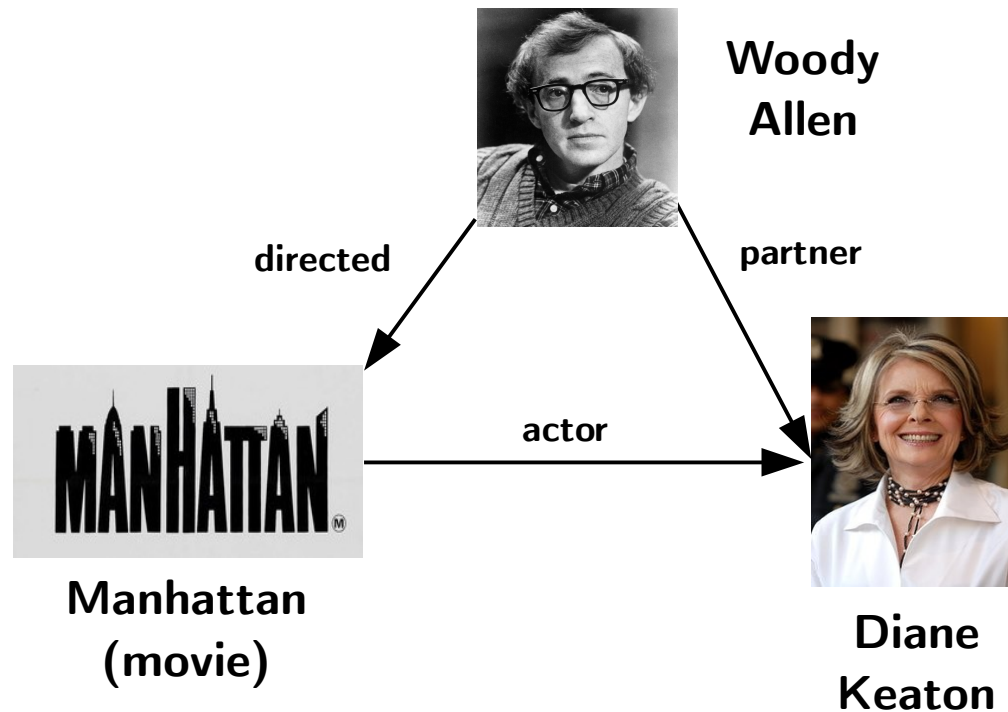 Woody
Allen
directed
partner
actor
MANHATTAN
M
Manhattan
(movie)
Diane
Keaton